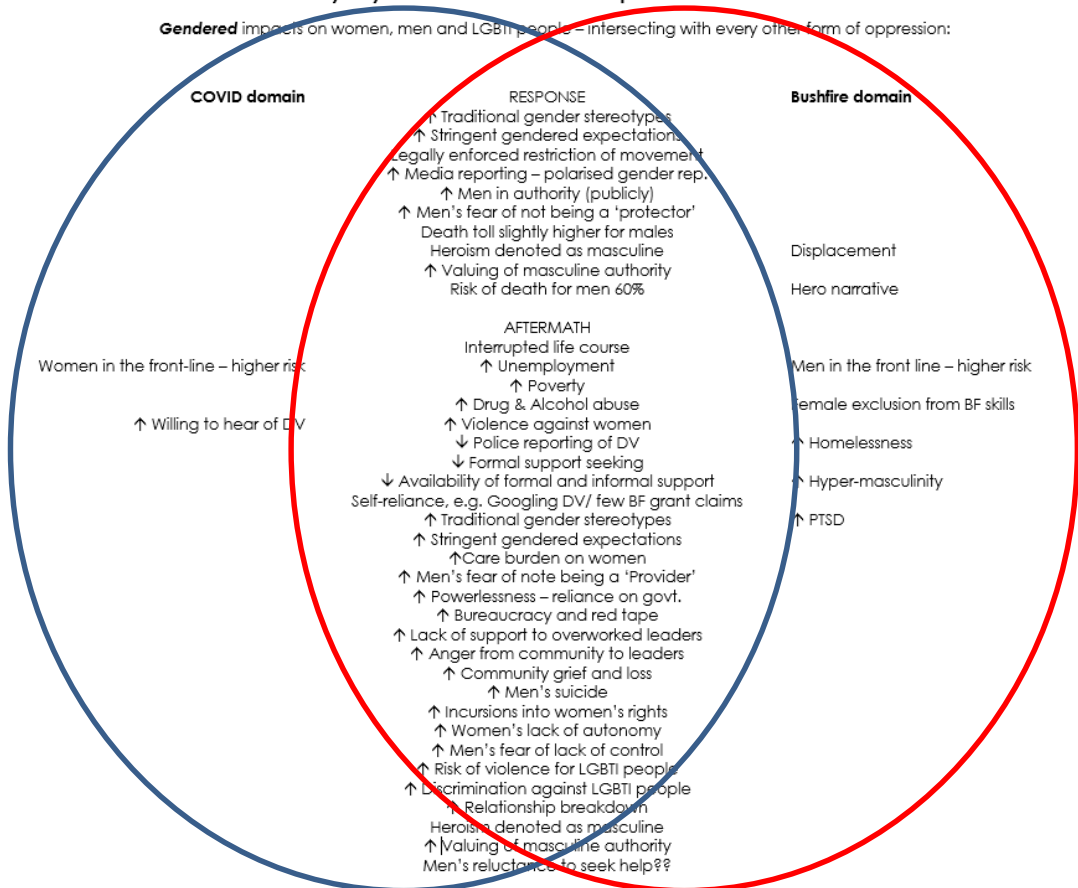 Gendered impacts on women, men and LGBTI people – intersecting with every other form of oppression:
COVID domain
RESPONSE
↑ Traditional gender stereotypes
↑ Stringent gendered expectations
Legally enforced restriction of movement
↑ Media reporting – polarised gender rep.
↑ Men in authority (publicly)
↑ Men's fear of not being a 'protector'
Death toll slightly higher for males
Heroism denoted as masculine
↑ Valuing of masculine authority
Risk of death for men 60%
AFTERMATH
Interrupted life course
↑ Unemployment
↑ Poverty
↑ Drug & Alcohol abuse
↑ Violence against women
↓ Police reporting of DV
↓ Formal support seeking
↓ Availability of formal and informal support
Self-reliance, e.g. Googling DV/ few BF grant claims
↑ Traditional gender stereotypes
↑ Stringent gendered expectations
↑Care burden on women
↑ Men's fear of note being a 'Provider'
↑ Powerlessness – reliance on govt.
↑ Bureaucracy and red tape
↑ Lack of support to overworked leaders
↑ Anger from community to leaders
↑ Community grief and loss
↑ Men's suicide
↑ Incursions into women's rights
↑ Women's lack of autonomy
↑ Men's fear of lack of control
↑ Risk of violence for LGBTI people
↑ Discrimination against LGBTI people
↑ Relationship breakdown
Heroism denoted as masculine
↑ Valuing of masculine authority
Men's reluctance to seek help??
Women in the front-line – higher risk
↑ Willing to hear of DV
Bushfire domain
Displacement
Hero narrative
Men in the front line – higher risk
Female exclusion from BF skills
↑ Homelessness
↑ Hyper-masculinity
↑ PTSD